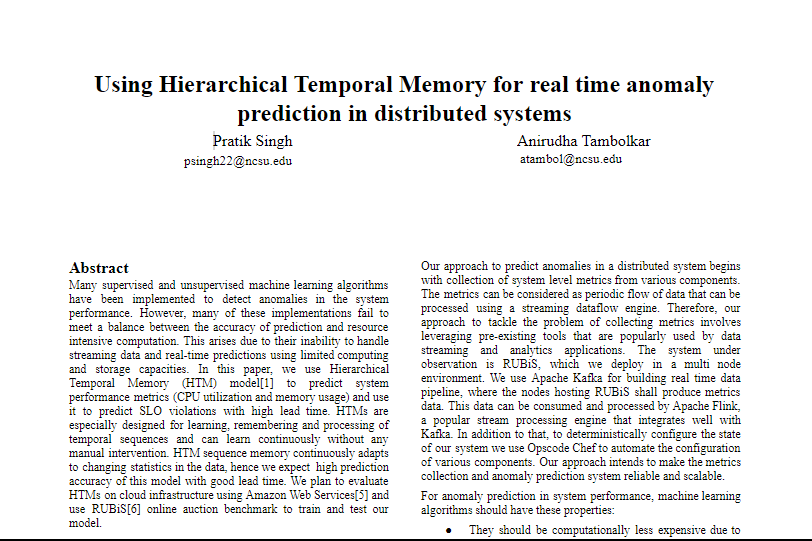 Using Hierarchical Temporal Memory for real time anomaly
prediction in distributed systems
Pratik Singh
psingh22@ncsu.edu
Anirudha Tambolkar
atambol@ncsu.edu
Abstract
Many supervised and unsupervised machine learning algorithms
have been implemented to detect anomalies in the system
performance. However, many of these implementations fail to
meet a balance between the accuracy of prediction and resource
intensive computation. This arises due to their inability to handle
streaming data and real-time predictions using limited computing
and storage capacities. In this paper, we use Hierarchical
Temporal Memory (HTM) model[1] to predict system
performance metrics (CPU utilization and memory usage) and use
it to predict SLO violations with high lead time. HTMs are
especially designed for learning, remembering and processing of
temporal sequences and can learn continuously without any
manual intervention. HTM sequence memory continuously adapts
to changing statistics in the data, hence we expect high prediction
accuracy of this model with good lead time. We plan to evaluate
HTMs on cloud infrastructure using Amazon Web Services[5] and
use RUBiS[6] online auction benchmark to train and test our
model.
Our approach to predict anomalies in a distributed system begins
with collection of system level metrics from various components.
The metrics can be considered as periodic flow of data that can be
processed using a streaming dataflow engine. Therefore, our
approach to tackle the problem of collecting metrics involves
leveraging pre-existing tools that are popularly used by data
streaming and analytics applications. The system under
observation is RUBiS, which we deploy in a multi node
environment. We use Apache Kafka for building real time data
pipeline, where the nodes hosting RUBiS shall produce metrics
data. This data can be consumed and processed by Apache Flink,
a popular stream processing engine that integrates well with
Kafka. In addition to that, to deterministically configure the state
of our system we use Opscode Chef to automate the configuration
of various components. Our approach intends to make the metrics
collection and anomaly prediction system reliable and scalable.
For anomaly prediction in system performance, machine learning
algorithms should have these properties:
● They should be computationally less expensive due to